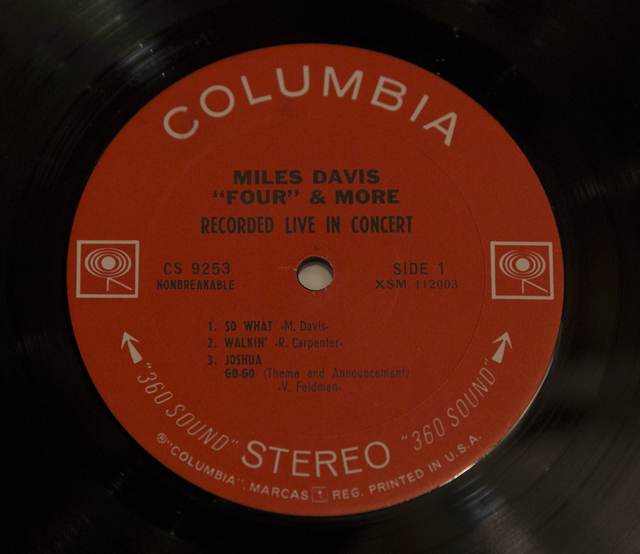 COLUMBIA
MILES DAVIS
"FOUR" & MORE
RECORDED LIVE IN CONCERT
CS 9253
NONBREAKABLE
SIDE 1
XSM 112003
1. SO WHAT -M. Davis-
2. WALKIN' -R. Carpenter-
3. JOSHUA
GO-GO (Theme and Announcement)
-V. Feldman-
"360 SOUND" STEREO "360 SOUND"
® "COLUMBIA", MARCAS REG. PRINTED IN U.S.A.